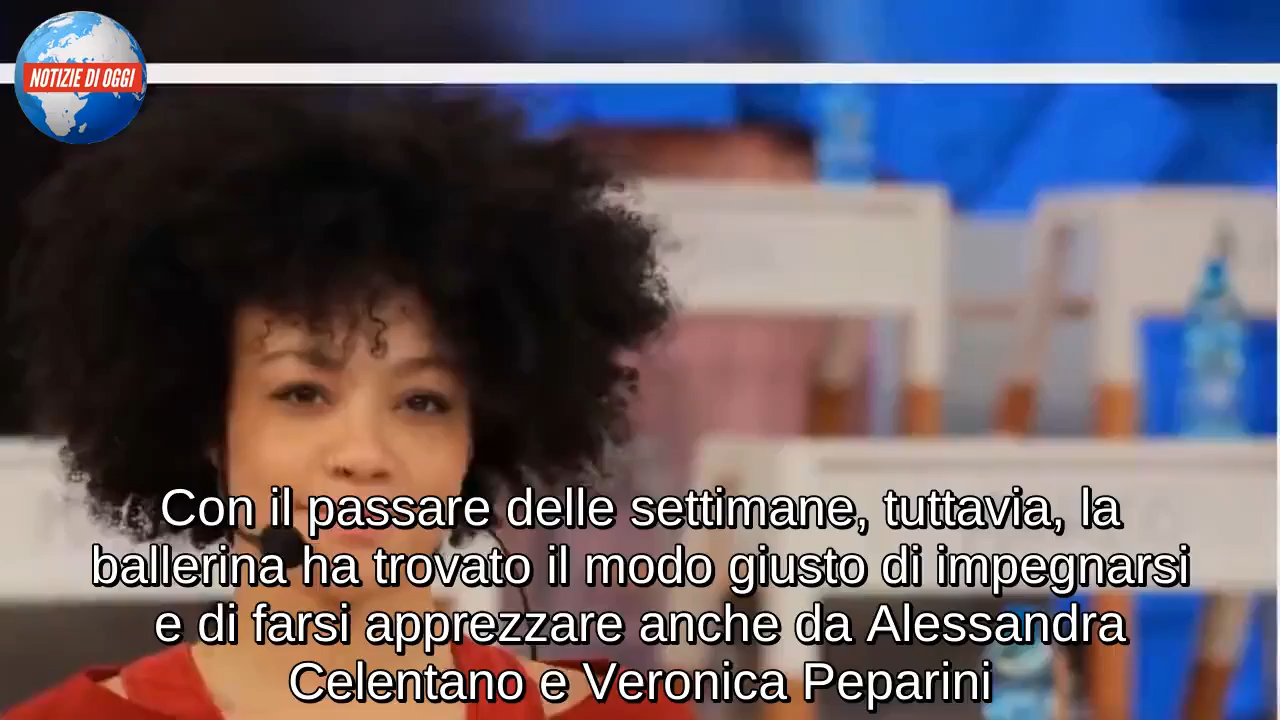 NOTIZIE DI OGGI
Con il passare delle settimane, tuttavia, la
ballerina ha trovato il modo giusto di impegnarsi
e di farsi apprezzare anche da Alessandra
Celentano e Veronica Peparini